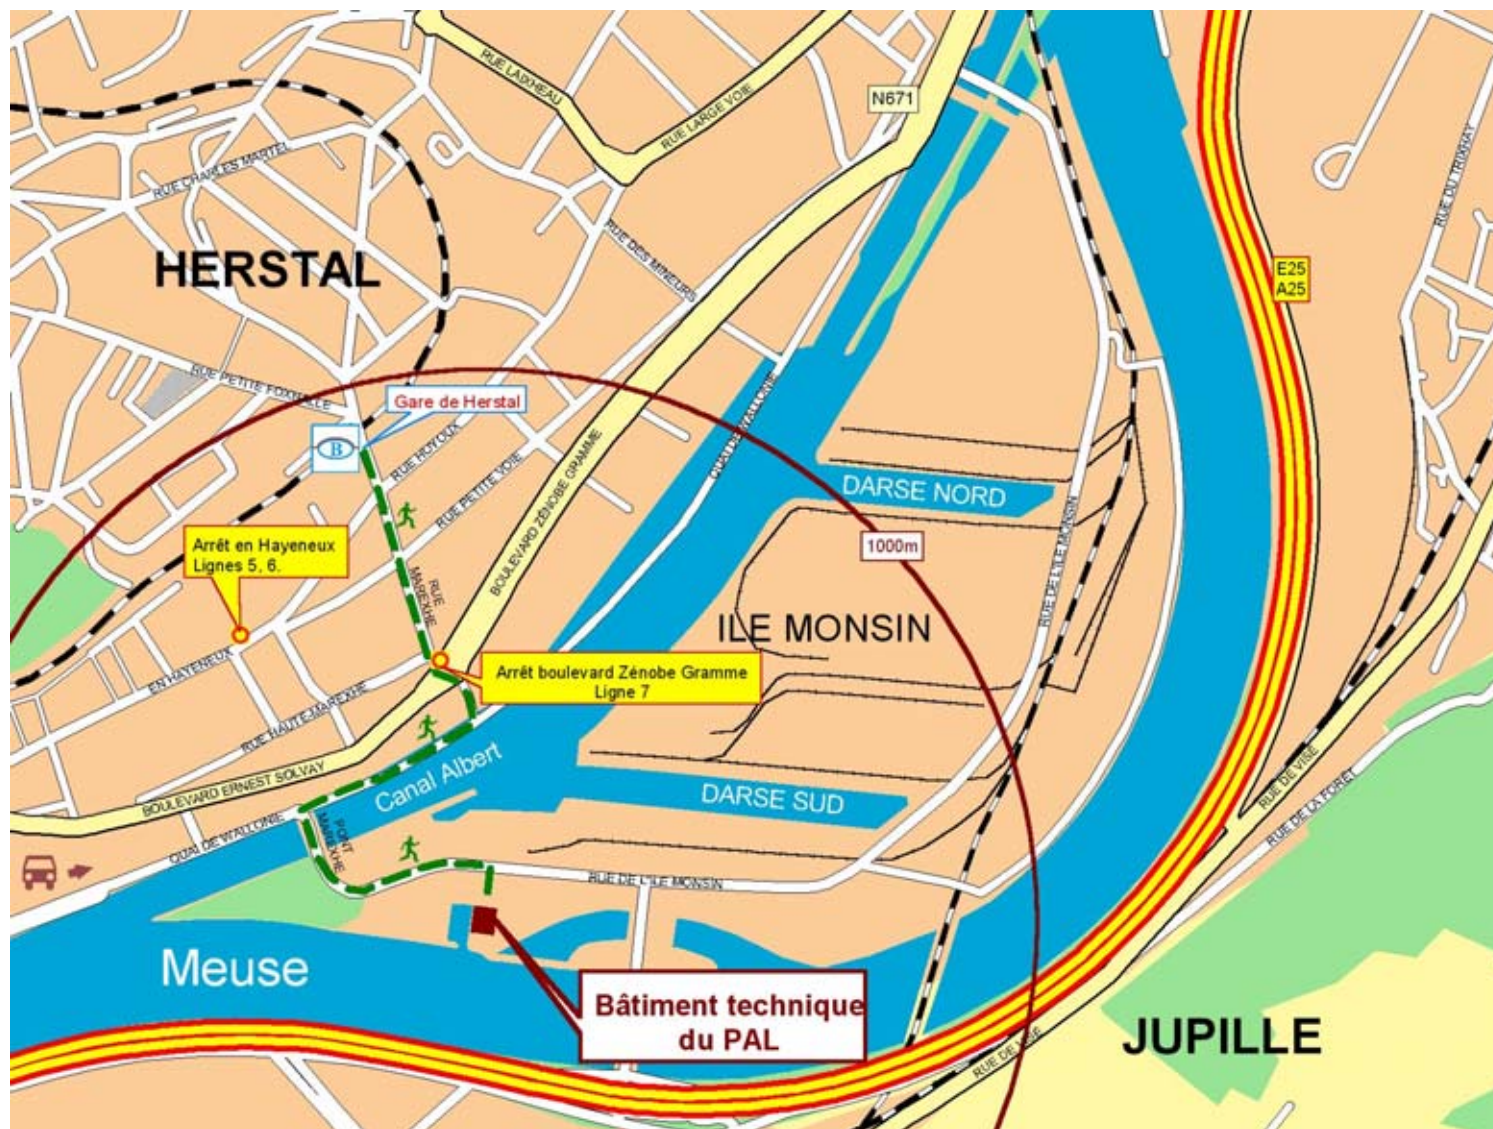 RUE LAIXHEAU
RUE LARGE VOIE
N671
RUE CHARLES MARTEL
RUE DU TRIXHAY
HERSTAL
RUE DES MINEURS
E25
A25
RUE PETITE FOXHALLE
Gare de Herstal
B
RUE HOYOUX
QUAI DE WALLONIE
RUE PETITE VOIE
BOULEVARD ZÉNOBE GRAMME
DARSE NORD
1000m
Arrêt en Hayeneux
Lignes 5, 6.
RUE
MAREXHE
RUE DE L'ILE MONSIN
ILE MONSIN
EN HAYENEUX
Arrêt boulevard Zénobe Gramme
Ligne 7
RUE HAUTE-MAREXHE
BOULEVARD ERNEST SOLVAY
Canal Albert
DARSE SUD
RUE DE VISE
RUE DE LA FORET
QUAI DE WALLONIE
PONT
MAREXHE
RUE DE L'ILE MONSIN
Meuse
Bâtiment technique
du PAL
JUPILLE
RUE DE VISE